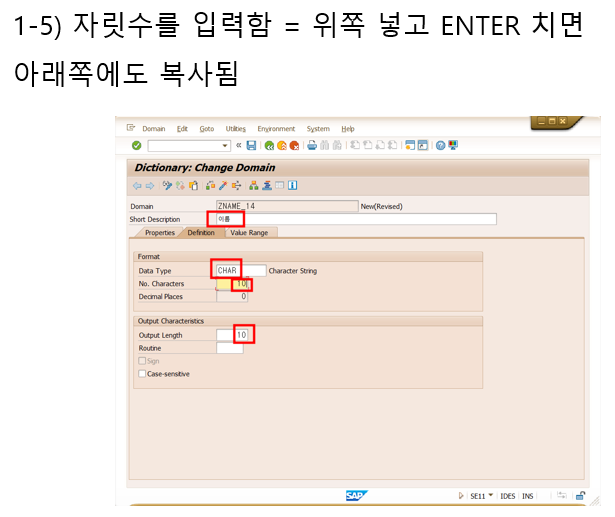 1-5) 자릿수를 입력함 = 위쪽 넣고 ENTER 치면
아래쪽에도 복사됨
Domain Edit Goto Utilities Environment System Help
Dictionary: Change Domain
Domain ZNAME_14 New(Revised)
Short Description 이름
Properties Definition Value Range
Format
Data Type CHAR Character String
No. Characters 10
Decimal Places 0
Output Characteristics
Output Length 10
Routine
Sign
Case-sensitive
SAP SE11 IDES INS